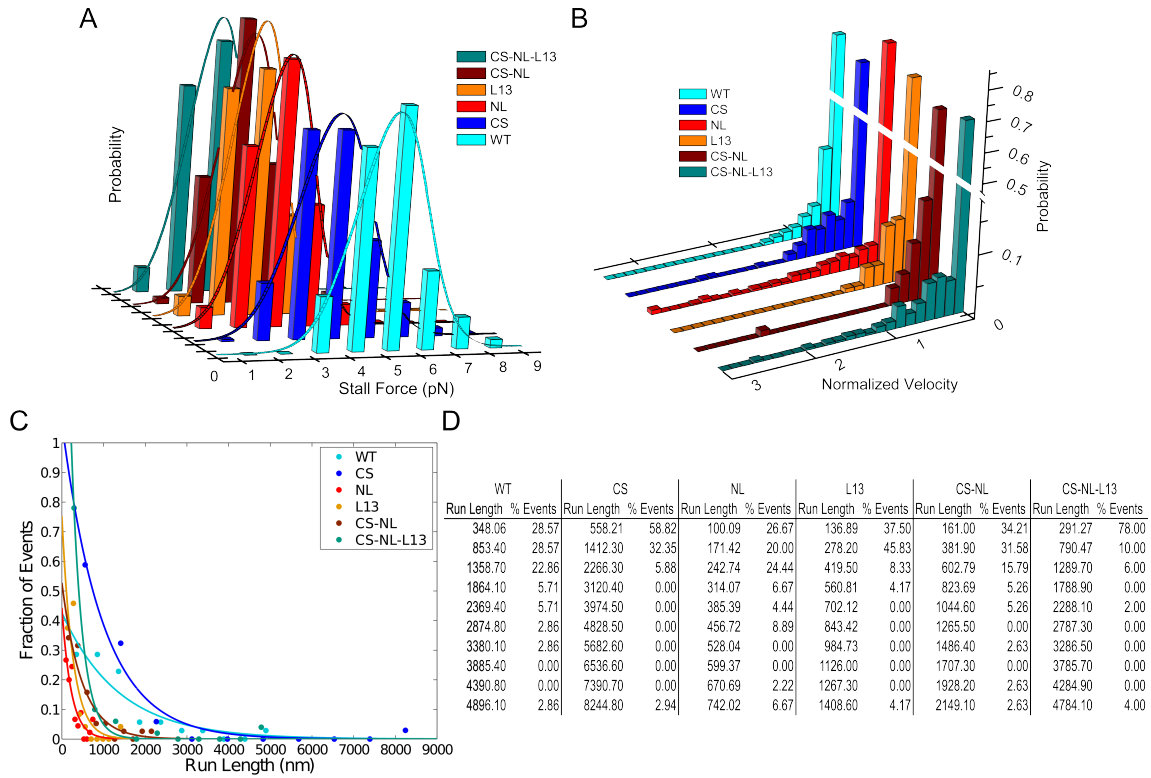 A
CS-NL-L13
CS-NL
L13
NL
CS
WT
Probability
0 1 2 3 4 5 6 7 8 9
Stall Force (pN)
B
WT
CS
NL
L13
CS-NL
CS-NL-L13
0.8
0.7
0.6
0.5
0.1
0
Probability
3 2 1
Normalized Velocity
C
1
0.9
0.8
0.7
0.6
0.5
0.4
0.3
0.2
0.1
0
Fraction of Events
WT
CS
NL
L13
CS-NL
CS-NL-L13
0 1000 2000 3000 4000 5000 6000 7000 8000 9000
Run Length (nm)
D
WT CS NL L13 CS-NL CS-NL-L13
Run Length % Events Run Length % Events Run Length % Events Run Length % Events Run Length % Events Run Length % Events
348.06 28.57 558.21 58.82 100.09 26.67 136.89 37.50 161.00 34.21 291.27 78.00
853.40 28.57 1412.30 32.35 171.42 20.00 278.20 45.83 381.90 31.58 790.47 10.00
1358.70 22.86 2266.30 5.88 242.74 24.44 419.50 8.33 602.79 15.79 1289.70 6.00
1864.10 5.71 3120.40 0.00 314.07 6.67 560.81 4.17 823.69 5.26 1788.90 0.00
2369.40 5.71 3974.50 0.00 385.39 4.44 702.12 0.00 1044.60 5.26 2288.10 2.00
2874.80 2.86 4828.50 0.00 456.72 8.89 843.42 0.00 1265.50 0.00 2787.30 0.00
3380.10 2.86 5682.60 0.00 528.04 0.00 984.73 0.00 1486.40 2.63 3286.50 0.00
3885.40 0.00 6536.60 0.00 599.37 0.00 1126.00 0.00 1707.30 0.00 3785.70 0.00
4390.80 0.00 7390.70 0.00 670.69 2.22 1267.30 0.00 1928.20 2.63 4284.90 0.00
4896.10 2.86 8244.80 2.94 742.02 6.67 1408.60 4.17 2149.10 2.63 4784.10 4.00